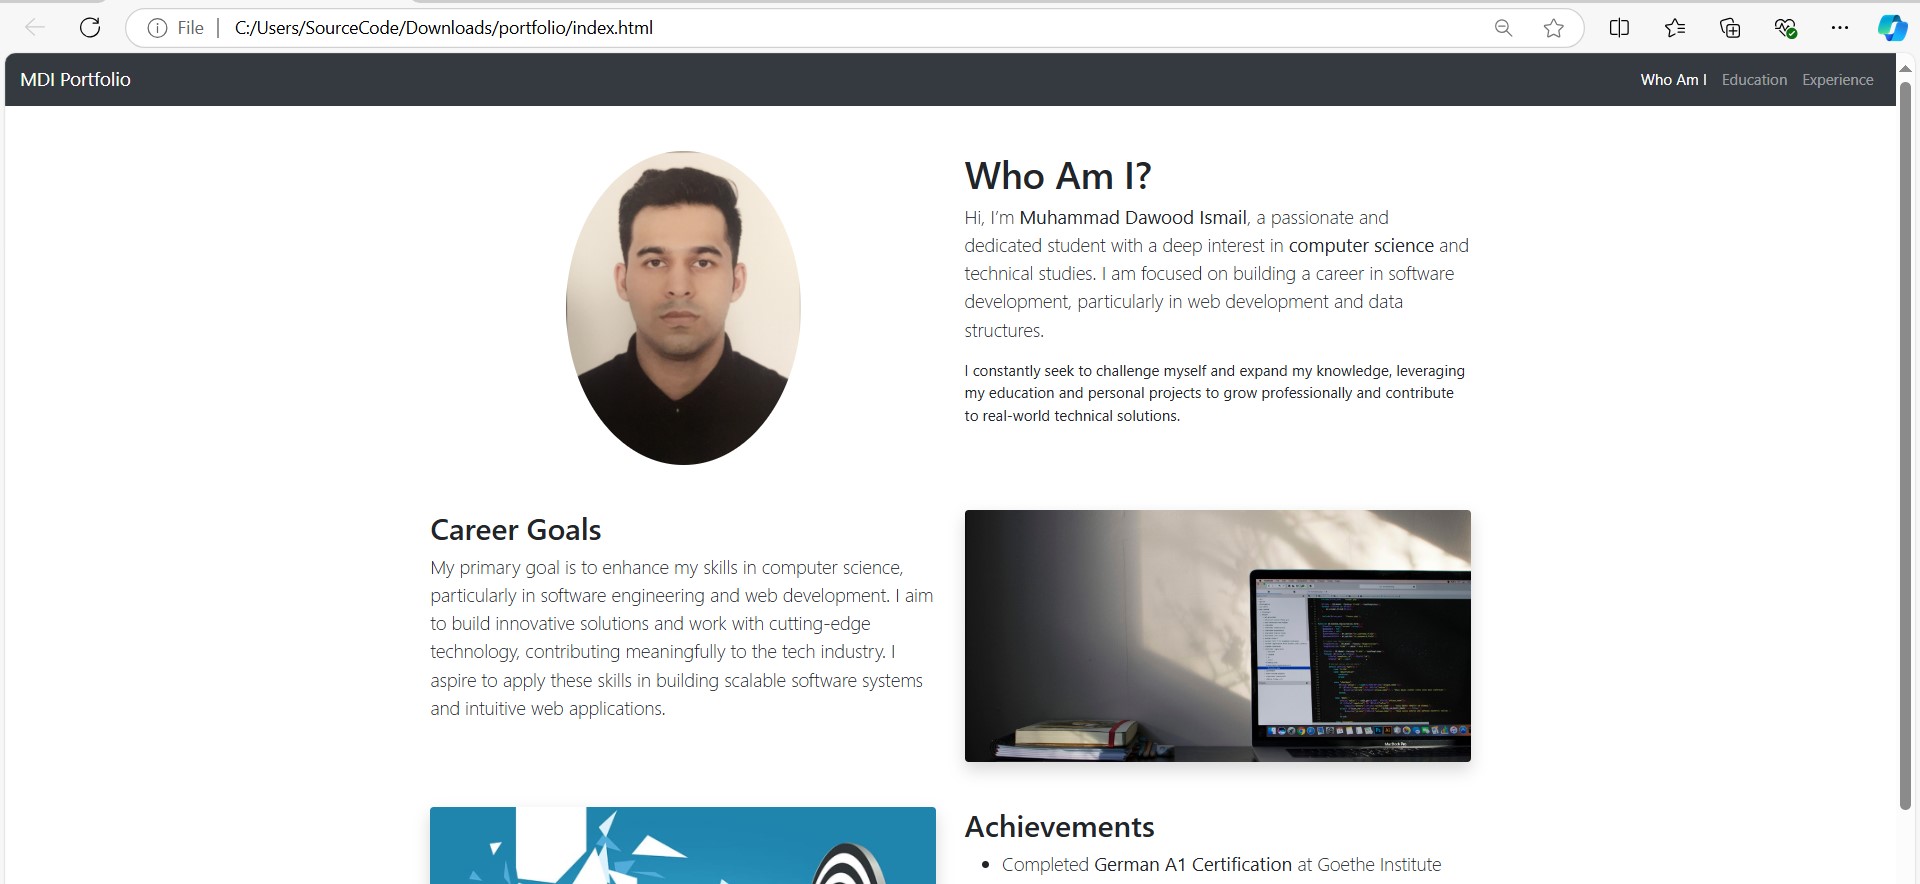 File | C:/Users/SourceCode/Downloads/portfolio/index.html
MDI Portfolio
Who Am I Education Experience
Who Am I?
Hi, I'm Muhammad Dawood Ismail, a passionate and
dedicated student with a deep interest in computer science and
technical studies. I am focused on building a career in software
development, particularly in web development and data
structures.
I constantly seek to challenge myself and expand my knowledge, leveraging
my education and personal projects to grow professionally and contribute
to real-world technical solutions.
Career Goals
My primary goal is to enhance my skills in computer science,
particularly in software engineering and web development. I aim
to build innovative solutions and work with cutting-edge
technology, contributing meaningfully to the tech industry. I
aspire to apply these skills in building scalable software systems
and intuitive web applications.
MacBook Pro
Achievements
• Completed German A1 Certification at Goethe Institute